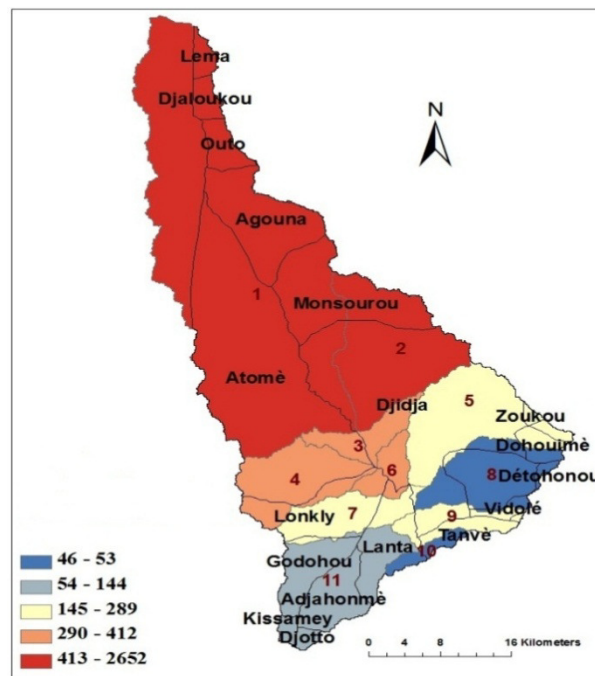 Lema
Djaloukou
Outo
N
Agouna
1
Monsourou
2
Atomè
Djidja
5
Zoukou
3
Dohouimè
4
6
8 Détohonou
Lonkly
7
9
Vidolé
Tanvè
Lanta
10
Godohou
11
Adjahonmè
Kissamey
Djotto
46 - 53
54 - 144
145 - 289
290 - 412
413 - 2652
0 4 8 16 Kilometers